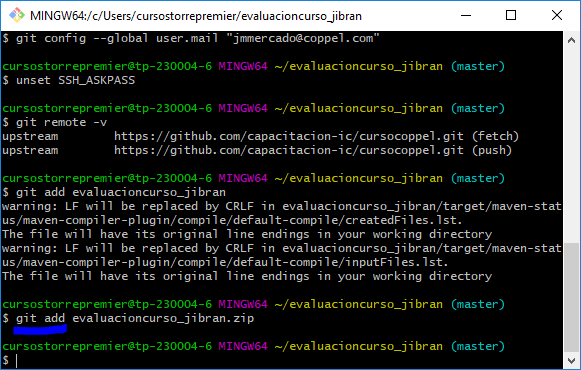 MINGW64:/c/Users/cursostorrepremier/evaluacioncurso_jibran
$ git config --global user.mail "jmmercado@coppel.com"
cursostorrepremier@tp-230004-6 MINGW64 ~/evaluacioncurso_jibran (master)
$ unset SSH_ASKPASS
cursostorrepremier@tp-230004-6 MINGW64 ~/evaluacioncurso_jibran (master)
$ git remote -v
upstream        https://github.com/capacitacion-ic/cursocoppel.git (fetch)
upstream        https://github.com/capacitacion-ic/cursocoppel.git (push)
cursostorrepremier@tp-230004-6 MINGW64 ~/evaluacioncurso_jibran (master)
$ git add evaluacioncurso_jibran
warning: LF will be replaced by CRLF in evaluacioncurso_jibran/target/maven-stat
us/maven-compiler-plugin/compile/default-compile/createdFiles.lst.
The file will have its original line endings in your working directory
warning: LF will be replaced by CRLF in evaluacioncurso_jibran/target/maven-stat
us/maven-compiler-plugin/compile/default-compile/inputFiles.lst.
The file will have its original line endings in your working directory
cursostorrepremier@tp-230004-6 MINGW64 ~/evaluacioncurso_jibran (master)
$ git add evaluacioncurso_jibran.zip
cursostorrepremier@tp-230004-6 MINGW64 ~/evaluacioncurso_jibran (master)
$